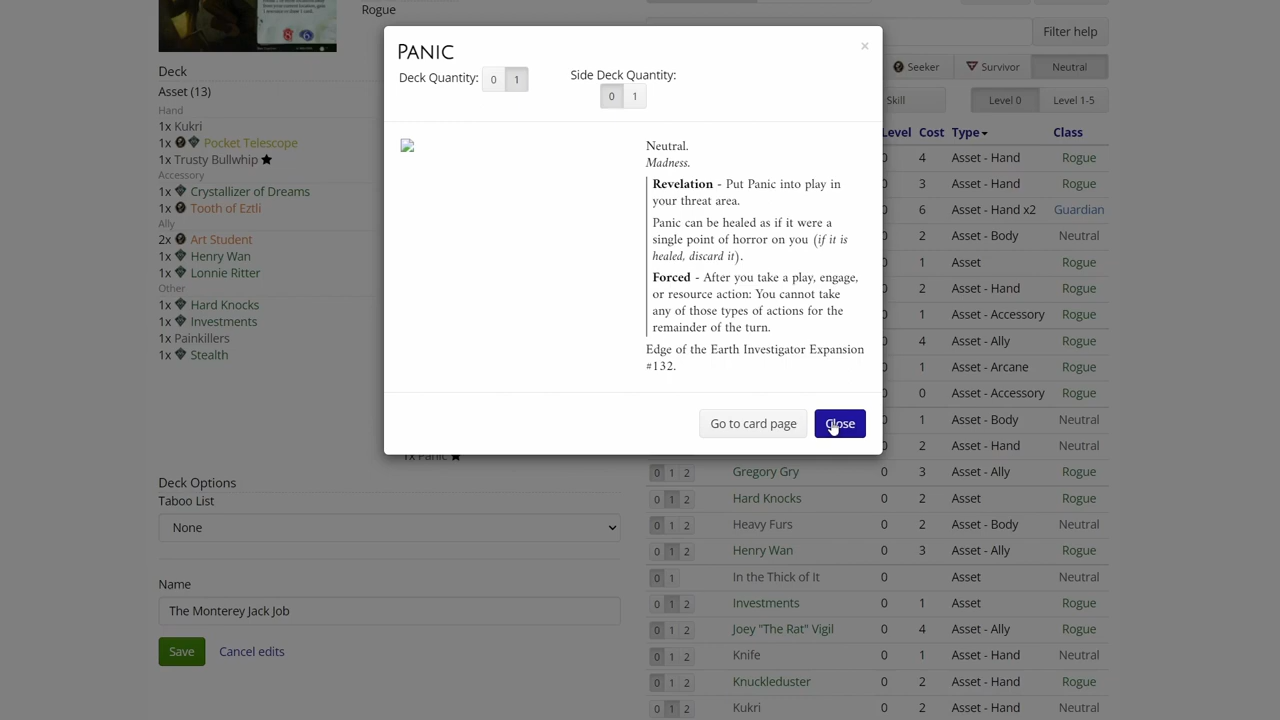 Rogue
Deck
Asset (13)
Hand
1x Kukri
1x Pocket Telescope
1x Trusty Bullwhip
Accessory
1x Crystallizer of Dreams
1x Tooth of Eztli
Ally
2x Art Student
1x Henry Wan
1x Lonnie Ritter
Other
1x Hard Knocks
1x Investments
1x Painkillers
1x Stealth
1x Panic
Deck Options
Taboo List
None
Name
The Monterey Jack Job
Save Cancel edits
PANIC
×
Deck Quantity: 0 1
Side Deck Quantity:
0 1
Neutral.
Madness.
Revelation - Put Panic into play in
your threat area.
Panic can be healed as if it were a
single point of horror on you (if it is
healed, discard it).
Forced - After you take a play, engage,
or resource action: You cannot take
any of those types of actions for the
remainder of the turn.
Edge of the Earth Investigator Expansion
#132.
Go to card page Close
Filter help
Seeker Survivor Neutral
Skill Level 0 Level 1-5
Level Cost Type Class
0 4 Asset - Hand Rogue
0 3 Asset - Hand Rogue
0 6 Asset - Hand x2 Guardian
0 2 Asset - Body Neutral
0 1 Asset Rogue
0 2 Asset - Hand Rogue
0 1 Asset - Accessory Rogue
0 4 Asset - Ally Rogue
0 1 Asset - Arcane Rogue
0 0 Asset - Accessory Rogue
0 1 Asset - Body Neutral
0 2 Asset - Hand Neutral
0 1 2 Gregory Gry 0 3 Asset - Ally Rogue
0 1 2 Hard Knocks 0 2 Asset Rogue
0 1 2 Heavy Furs 0 2 Asset - Body Neutral
0 1 2 Henry Wan 0 3 Asset - Ally Rogue
0 1 In the Thick of It 0 Asset Neutral
0 1 2 Investments 0 1 Asset Rogue
0 1 2 Joey "The Rat" Vigil 0 4 Asset - Ally Rogue
0 1 2 Knife 0 1 Asset - Hand Neutral
0 1 2 Knuckleduster 0 2 Asset - Hand Rogue
0 1 2 Kukri 0 2 Asset - Hand Neutral